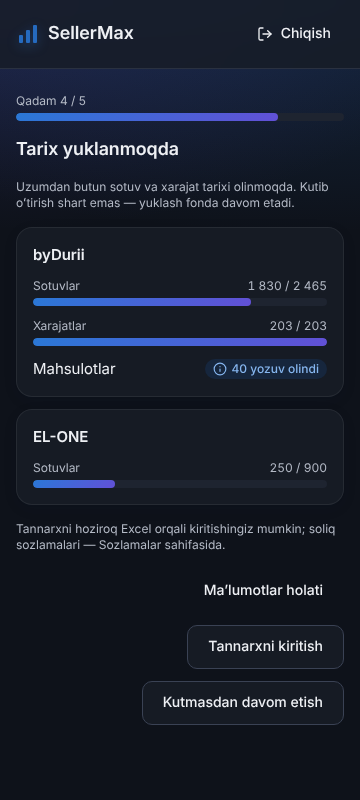 SellerMax
Chiqish
Qadam 4 / 5
Tarix yuklanmoqda
Uzumdan butun sotuv va xarajat tarixi olinmoqda. Kutib
oʻtirish shart emas — yuklash fonda davom etadi.
byDurii
Sotuvlar 1 830 / 2 465
Xarajatlar 203 / 203
Mahsulotlar 40 yozuv olindi
EL-ONE
Sotuvlar 250 / 900
Tannarxni hoziroq Excel orqali kiritishingiz mumkin; soliq
sozlamalari — Sozlamalar sahifasida.
Maʼlumotlar holati
Tannarxni kiritish
Kutmasdan davom etish